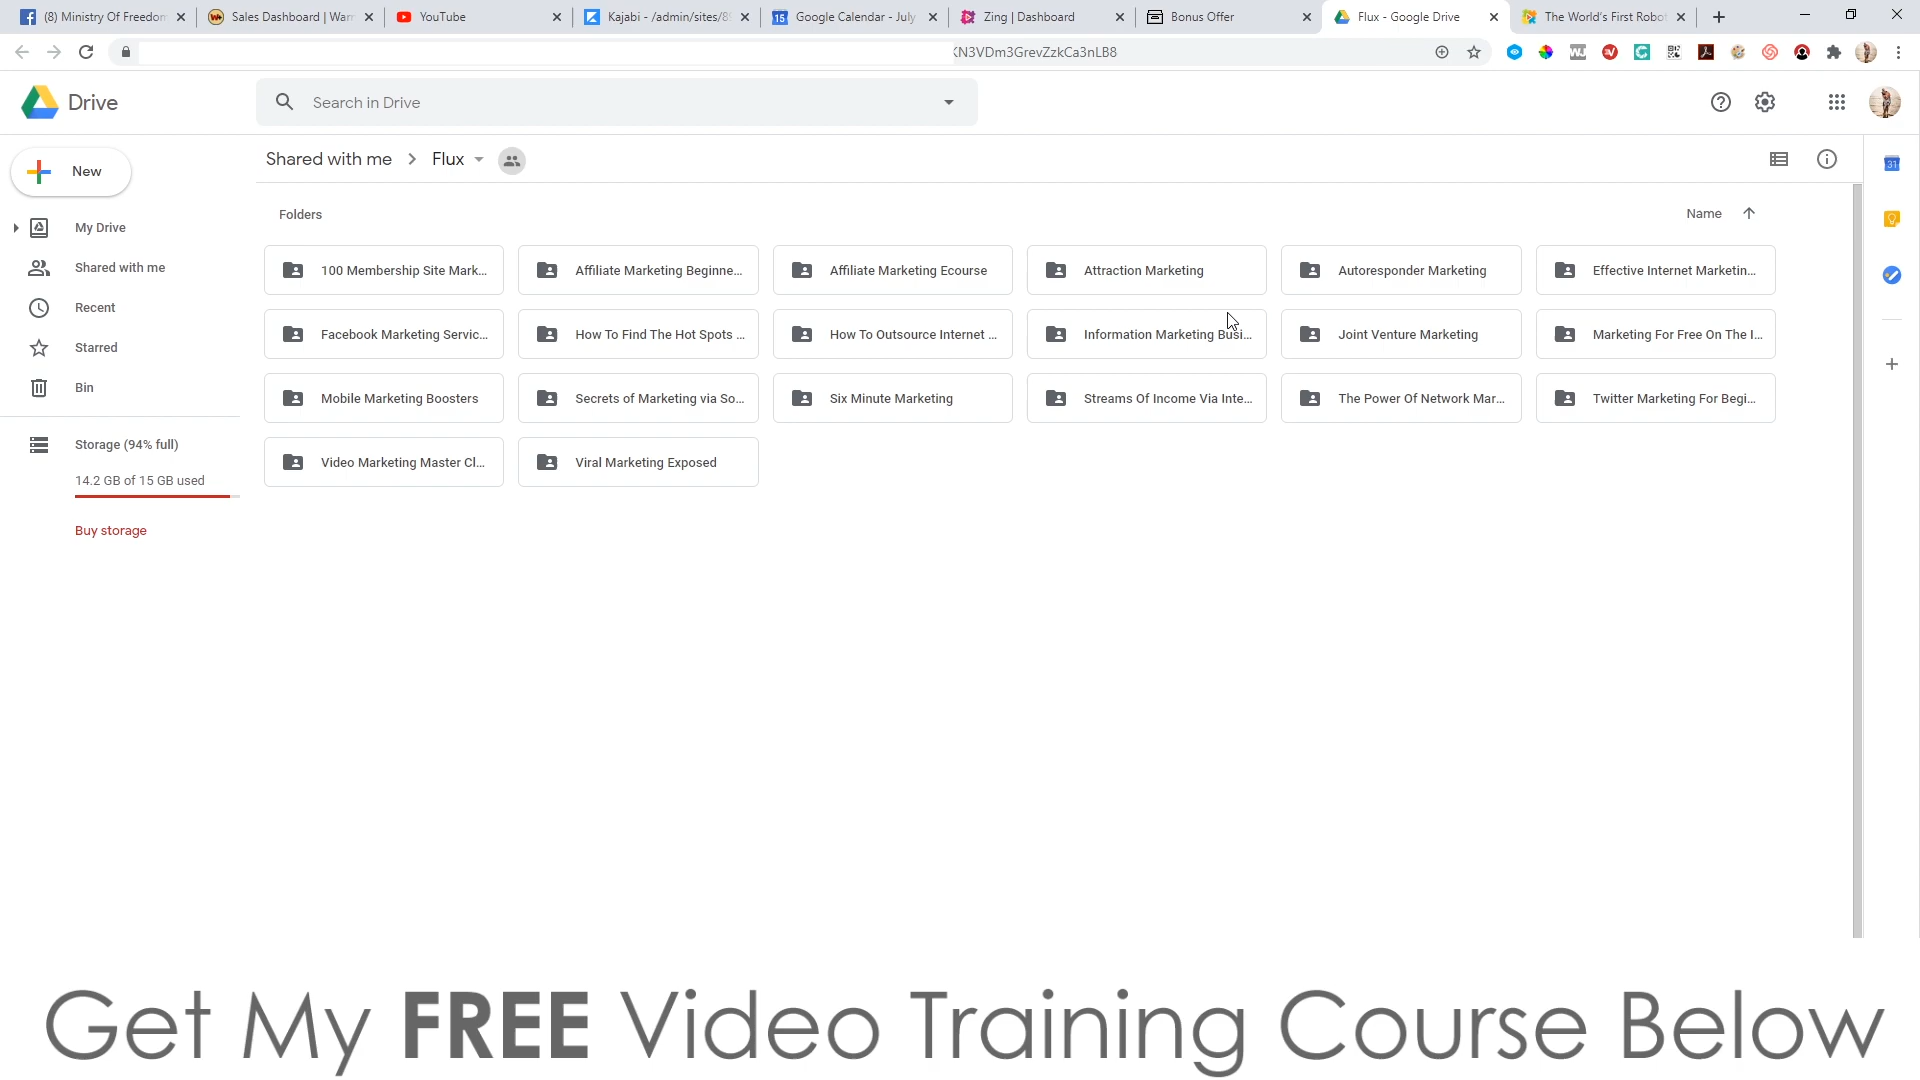 (8) Ministry Of Freedom
Sales Dashboard | War
YouTube
Kajabi - /admin/sites/8
15
Google Calendar - July
Zing | Dashboard
Bonus Offer
Flux - Google Drive
The World's First Robot
KN3VDm3GrevZzkCa3nLB8
Drive
Search in Drive
New
Shared with me
Flux
31
My Drive
Shared with me
Recent
Starred
Bin
Storage (94% full)
14.2 GB of 15 GB used
Buy storage
Folders
Name
100 Membership Site Mark...
Affiliate Marketing Beginne...
Affiliate Marketing Ecourse
Attraction Marketing
Autoresponder Marketing
Effective Internet Marketin...
Facebook Marketing Servic...
How To Find The Hot Spots ...
How To Outsource Internet ...
Information Marketing Busi...
Joint Venture Marketing
Marketing For Free On The I...
Mobile Marketing Boosters
Secrets of Marketing via So...
Six Minute Marketing
Streams Of Income Via Inte...
The Power Of Network Mar...
Twitter Marketing For Begi...
Video Marketing Master Cl...
Viral Marketing Exposed
Get My FREE Video Training Course Below